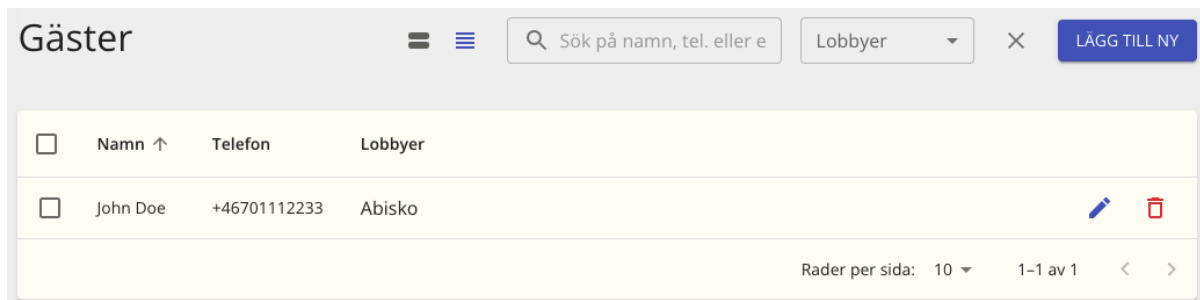 Gäster
Sök på namn, tel. eller e
Lobbyer
LÄGG TILL NY
Namn Telefon Lobbyer
John Doe +46701112233 Abisko
Rader per sida: 10 1–1 av 1